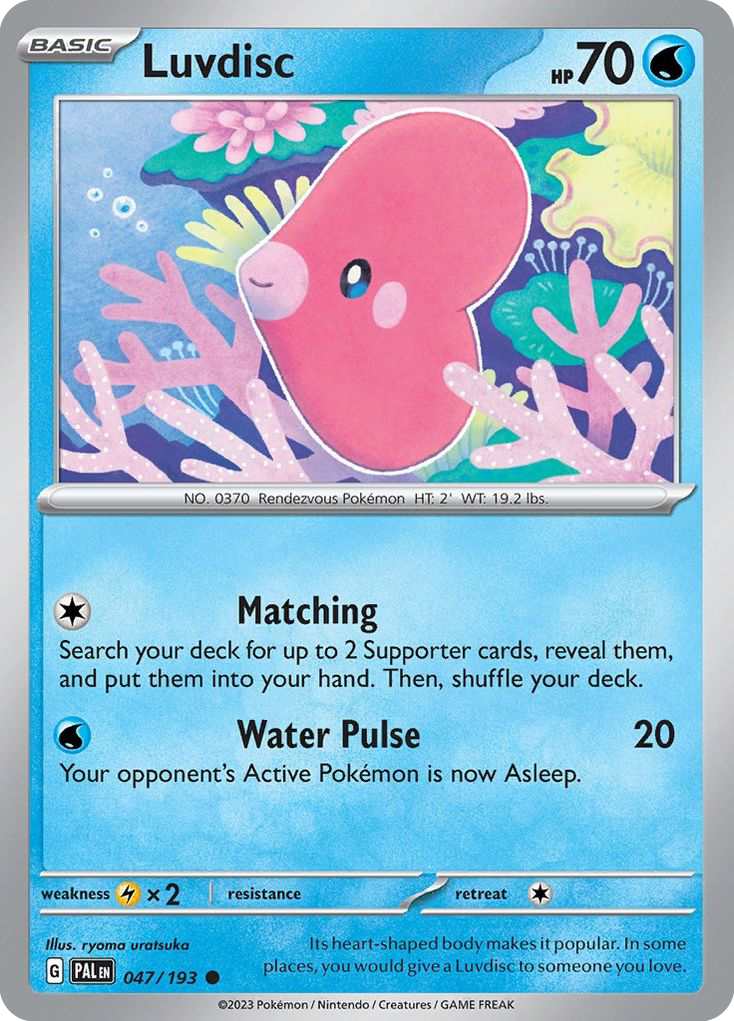 BASIC
Luvdisc
HP 70
NO. 0370 Rendezvous Pokémon HT: 2' WT: 19.2 lbs.
Matching
Search your deck for up to 2 Supporter cards, reveal them,
and put them into your hand. Then, shuffle your deck.
Water Pulse 20
Your opponent's Active Pokémon is now Asleep.
weakness ×2 resistance retreat
Illus. ryoma uratsuka
Its heart-shaped body makes it popular. In some
places, you would give a Luvdisc to someone you love.
G PAL EN 047/193
©2023 Pokémon / Nintendo / Creatures / GAME FREAK